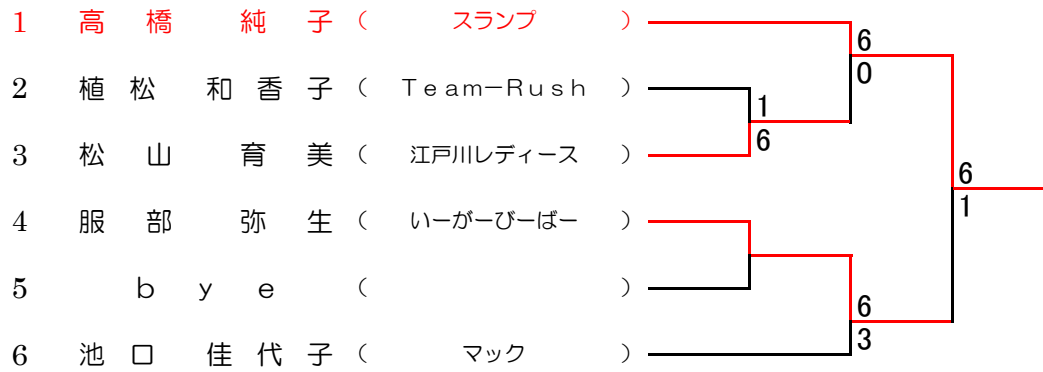 1 高橋 純子 ( スランプ ) 6
0
2 植松 和香子 ( Team－Rush ) 1
3 松山 育美 ( 江戸川レディース ) 6
6
1
4 服部 弥生 ( いーがーびーばー )
5 bye ( )
6
6 池口 佳代子 ( マック ) 3